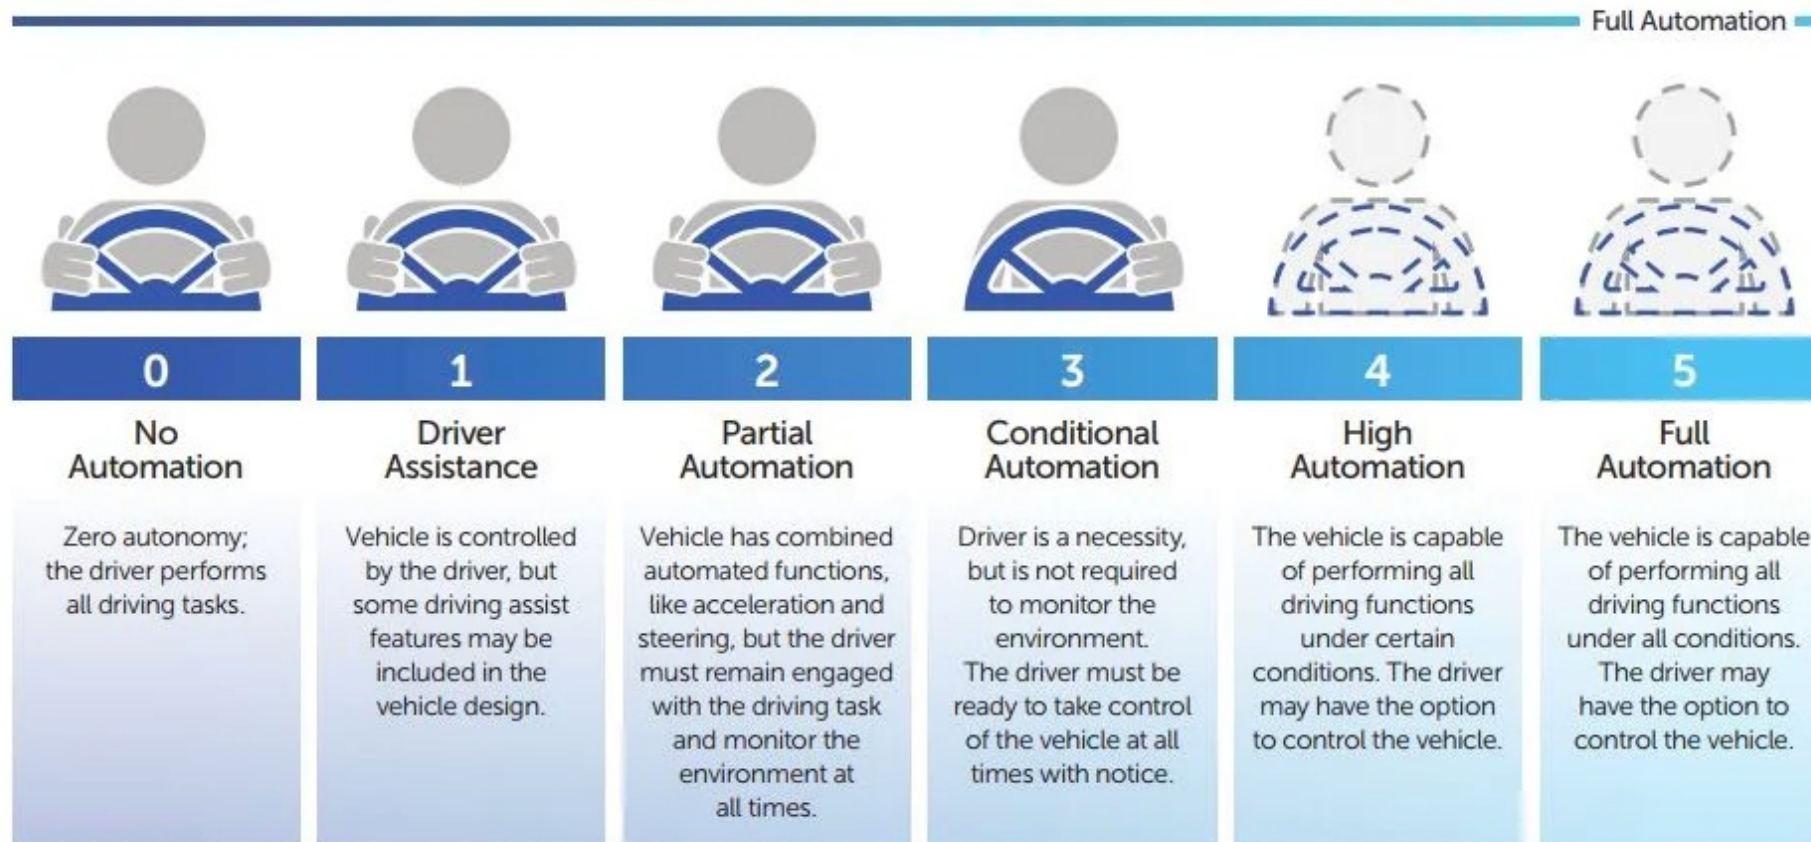 Full Automation
0
No
Automation
Zero autonomy;
the driver performs
all driving tasks.
1
Driver
Assistance
Vehicle is controlled
by the driver, but
some driving assist
features may be
included in the
vehicle design.
2
Partial
Automation
Vehicle has combined
automated functions,
like acceleration and
steering, but the driver
must remain engaged
with the driving task
and monitor the
environment at
all times.
3
Conditional
Automation
Driver is a necessity,
but is not required
to monitor the
environment.
The driver must be
ready to take control
of the vehicle at all
times with notice.
4
High
Automation
The vehicle is capable
of performing all
driving functions
under certain
conditions. The driver
may have the option
to control the vehicle.
5
Full
Automation
The vehicle is capable
of performing all
driving functions
under all conditions.
The driver may
have the option to
control the vehicle.